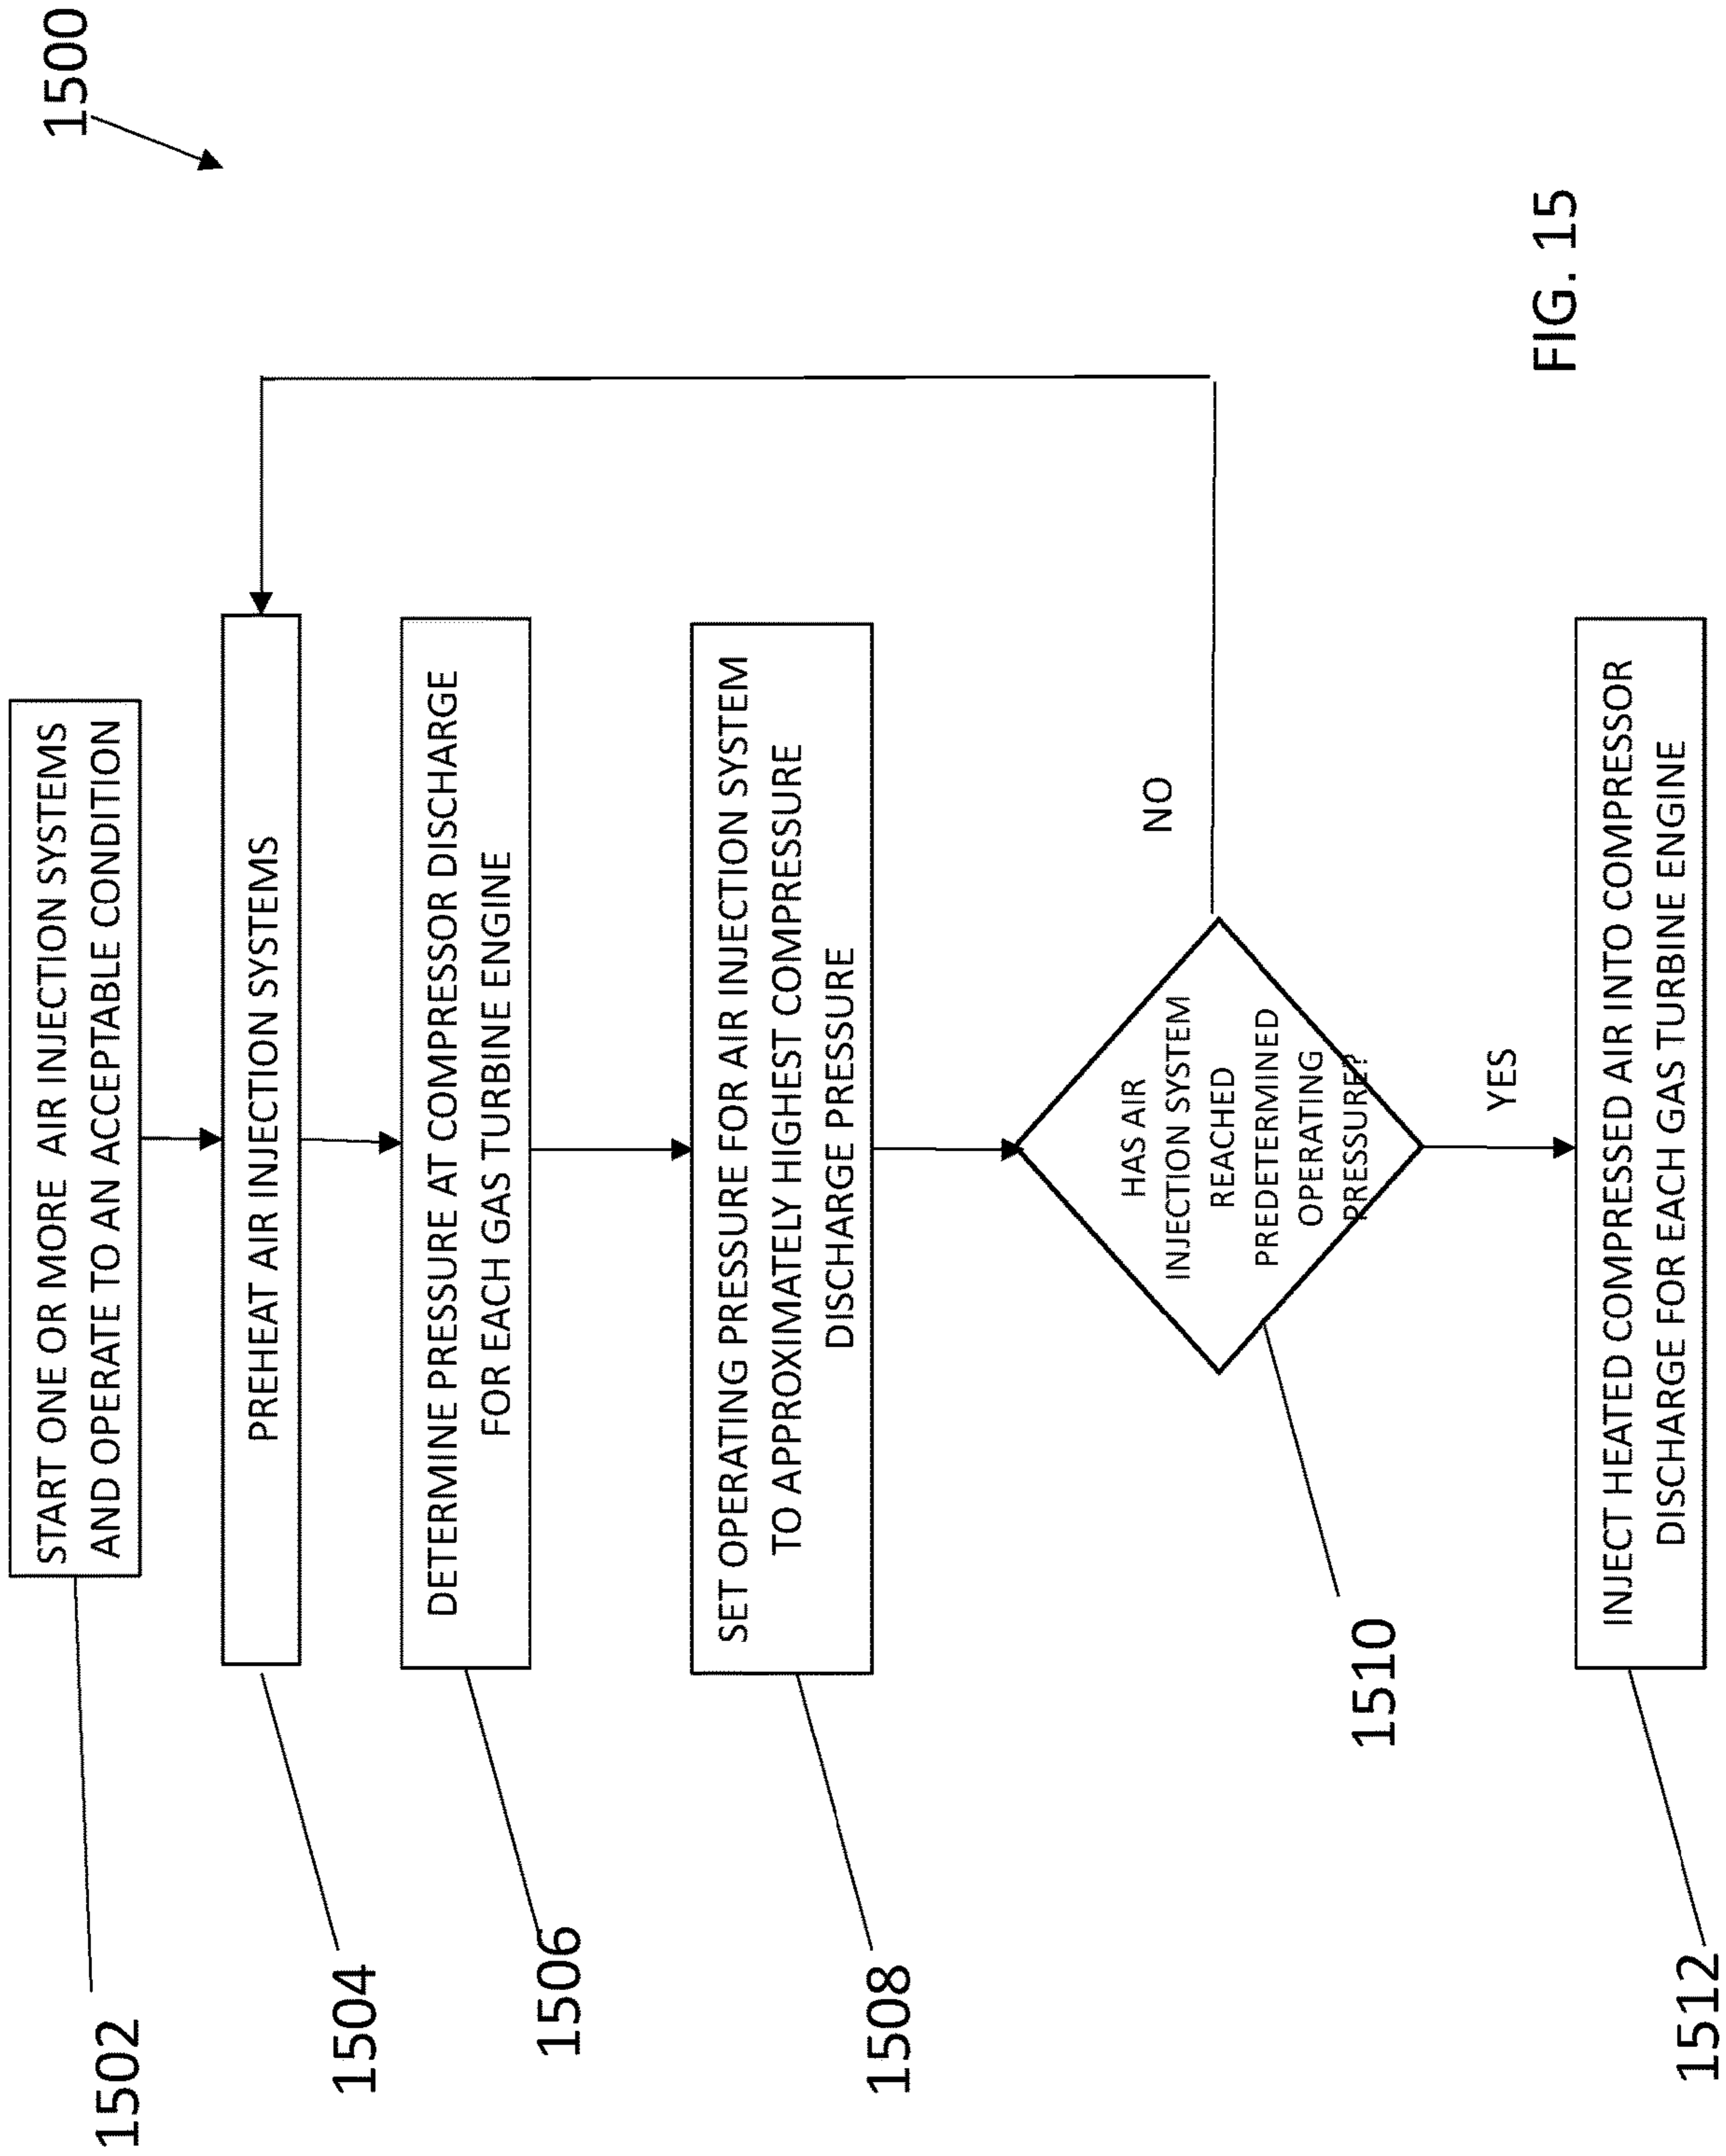 1500
1502
START ONE OR MORE AIR INJECTION SYSTEMS
AND OPERATE TO AN ACCEPTABLE CONDITION
1504
PREHEAT AIR INJECTION SYSTEMS
1506
DETERMINE PRESSURE AT COMPRESSOR DISCHARGE
FOR EACH GAS TURBINE ENGINE
1508
SET OPERATING PRESSURE FOR AIR INJECTION SYSTEM
TO APPROXIMATELY HIGHEST COMPRESSURE
DISCHARGE PRESSURE
1510
HAS AIR
INJECTION SYSTEM
REACHED
PREDETERMINED
OPERATING
PRESSURE?
NO
YES
1512
INJECT HEATED COMPRESSED AIR INTO COMPRESSOR
DISCHARGE FOR EACH GAS TURBINE ENGINE
FIG. 15